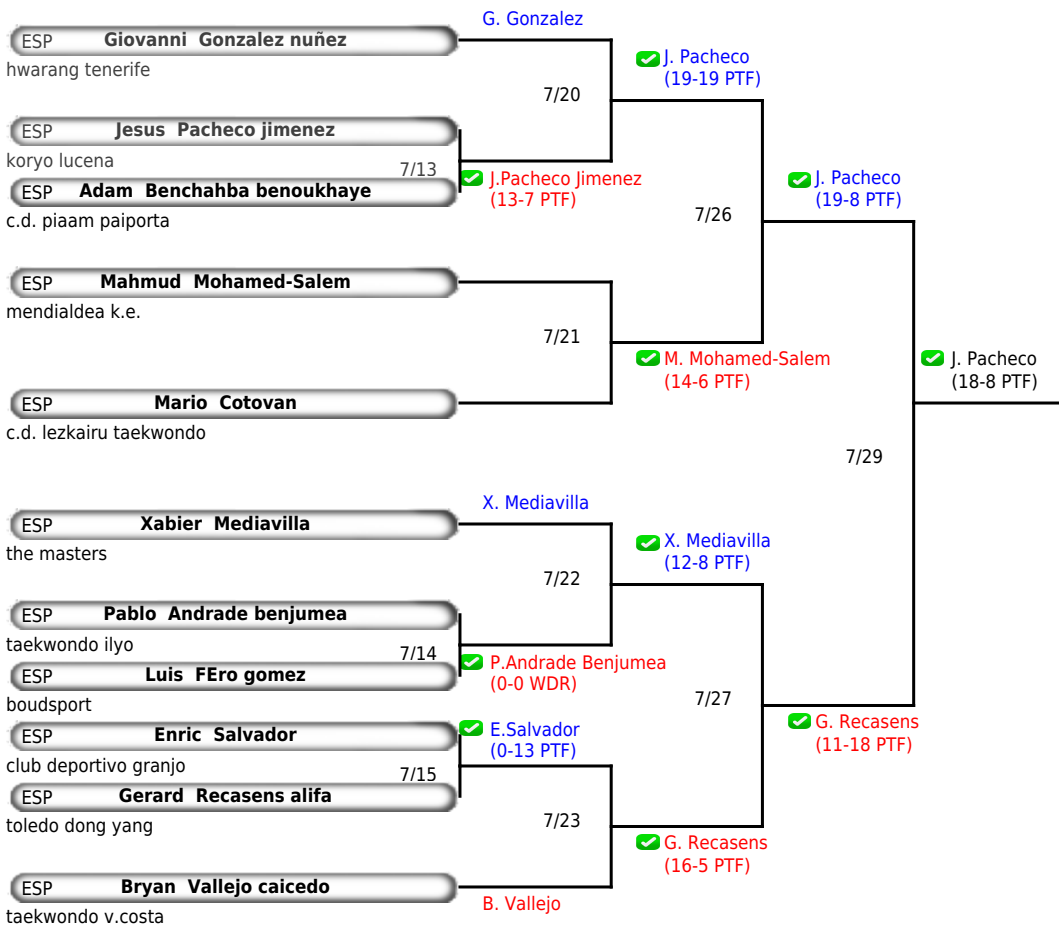 G. Gonzalez
ESP Giovanni Gonzalez nuñez
hwarang tenerife
J. Pacheco
(19-19 PTF)
7/20
ESP Jesus Pacheco jimenez
koryo lucena
7/13
J.Pacheco Jimenez
(13-7 PTF)
ESP Adam Benchahba benoukhaye
c.d. piaam paiporta
J. Pacheco
(19-8 PTF)
7/26
ESP Mahmud Mohamed-Salem
mendialdea k.e.
7/21
M. Mohamed-Salem
(14-6 PTF)
J. Pacheco
(18-8 PTF)
ESP Mario Cotovan
c.d. lezkairu taekwondo
7/29
X. Mediavilla
ESP Xabier Mediavilla
the masters
X. Mediavilla
(12-8 PTF)
7/22
ESP Pablo Andrade benjumea
taekwondo ilyo
7/14
P.Andrade Benjumea
(0-0 WDR)
ESP Luis FEro gomez
boudsport
7/27
G. Recasens
(11-18 PTF)
ESP Enric Salvador
club deportivo granjo
E.Salvador
(0-13 PTF)
7/15
ESP Gerard Recasens alifa
toledo dong yang
7/23
G. Recasens
(16-5 PTF)
ESP Bryan Vallejo caicedo
taekwondo v.costa
B. Vallejo